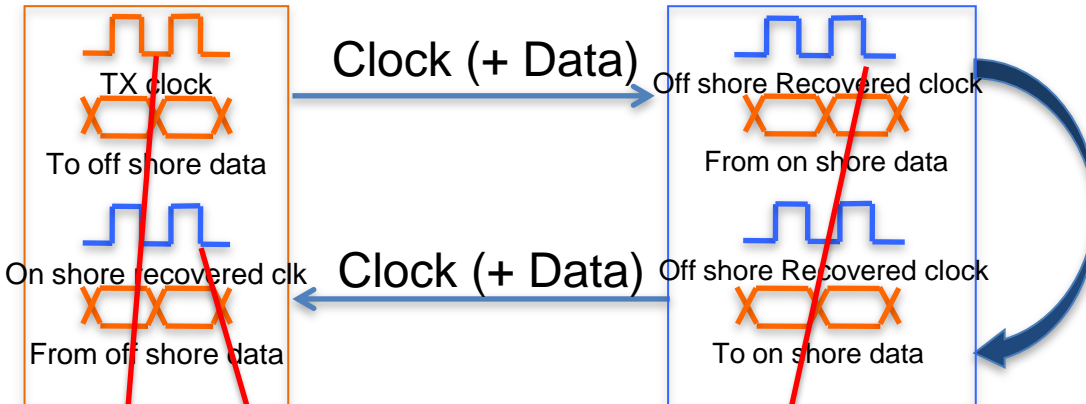 TX clock
To off shore data
On shore recovered clk
From off shore data
Clock (+ Data)
Clock (+ Data)
Off shore Recovered clock
From on shore data
Off shore Recovered clock
To on shore data